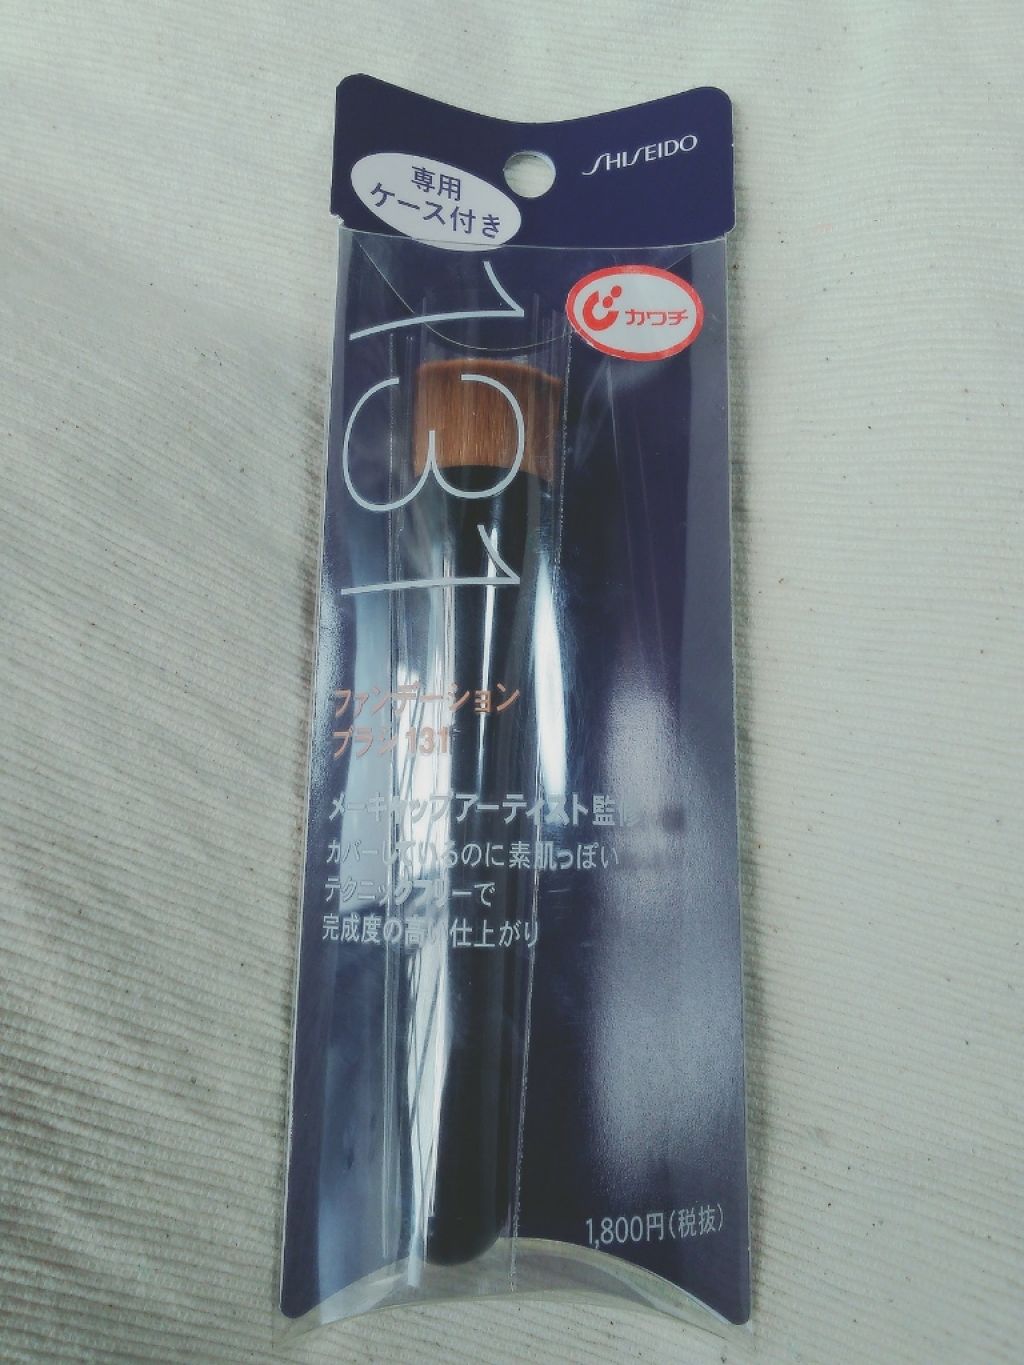 SHISEIDO
専用
ケース付き
カワチ
131
ファンデーション
ブラシ 131
メーキャップアーティスト監修
カバーしているのに素肌っぽい
テクニックフリーで
完成度の高い仕上がり
1,800円(税抜)